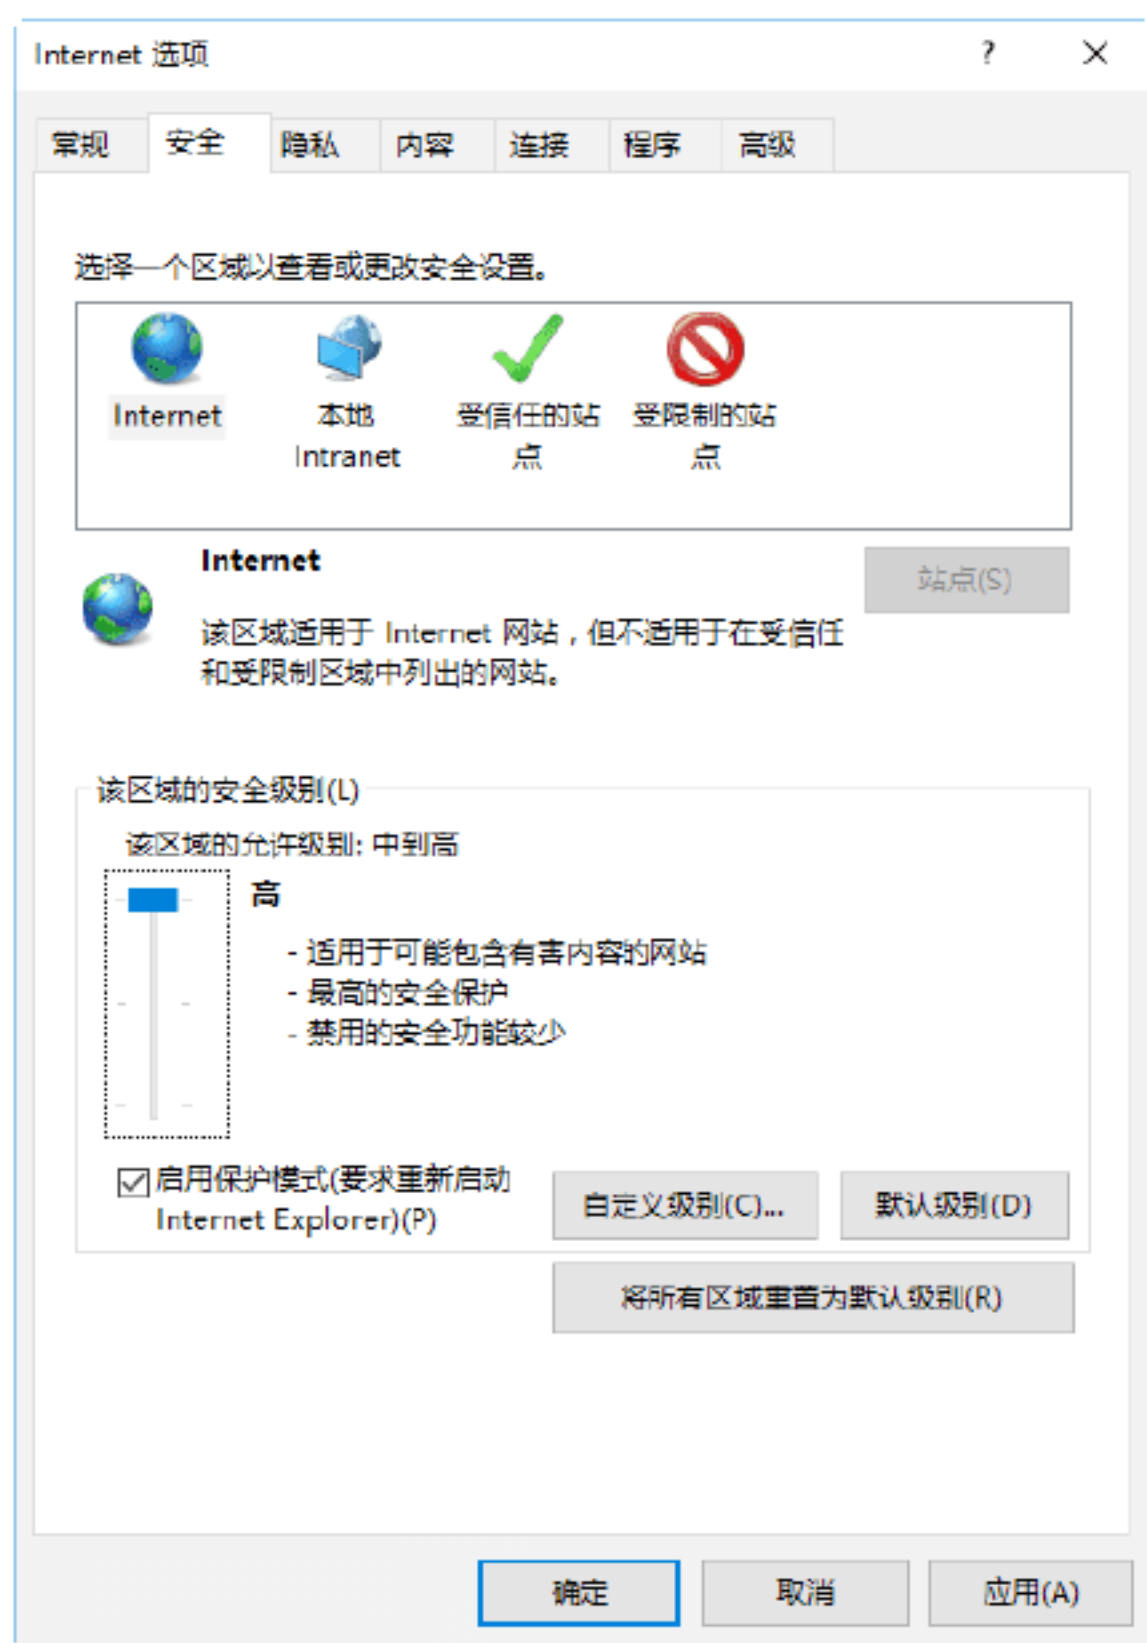 Internet 选项
?
常规 安全 隐私 内容 连接 程序 高级
选择一个区域以查看或更改安全设置。
Internet
本地
Intranet
受信任的站
点
受限制的站
点
Internet
站点(S)
该区域适用于 Internet 网站，但不适用于在受信任
和受限制区域中列出的网站。
该区域的安全级别(L)
该区域的允许级别: 中到高
高
- 适用于可能包含有害内容的网站
- 最高的安全保护
- 禁用的安全功能较少
启用保护模式(要求重新启动
Internet Explorer)(P)
自定义级别(C)... 默认级别(D)
将所有区域重置为默认级别(R)
确定 取消 应用(A)